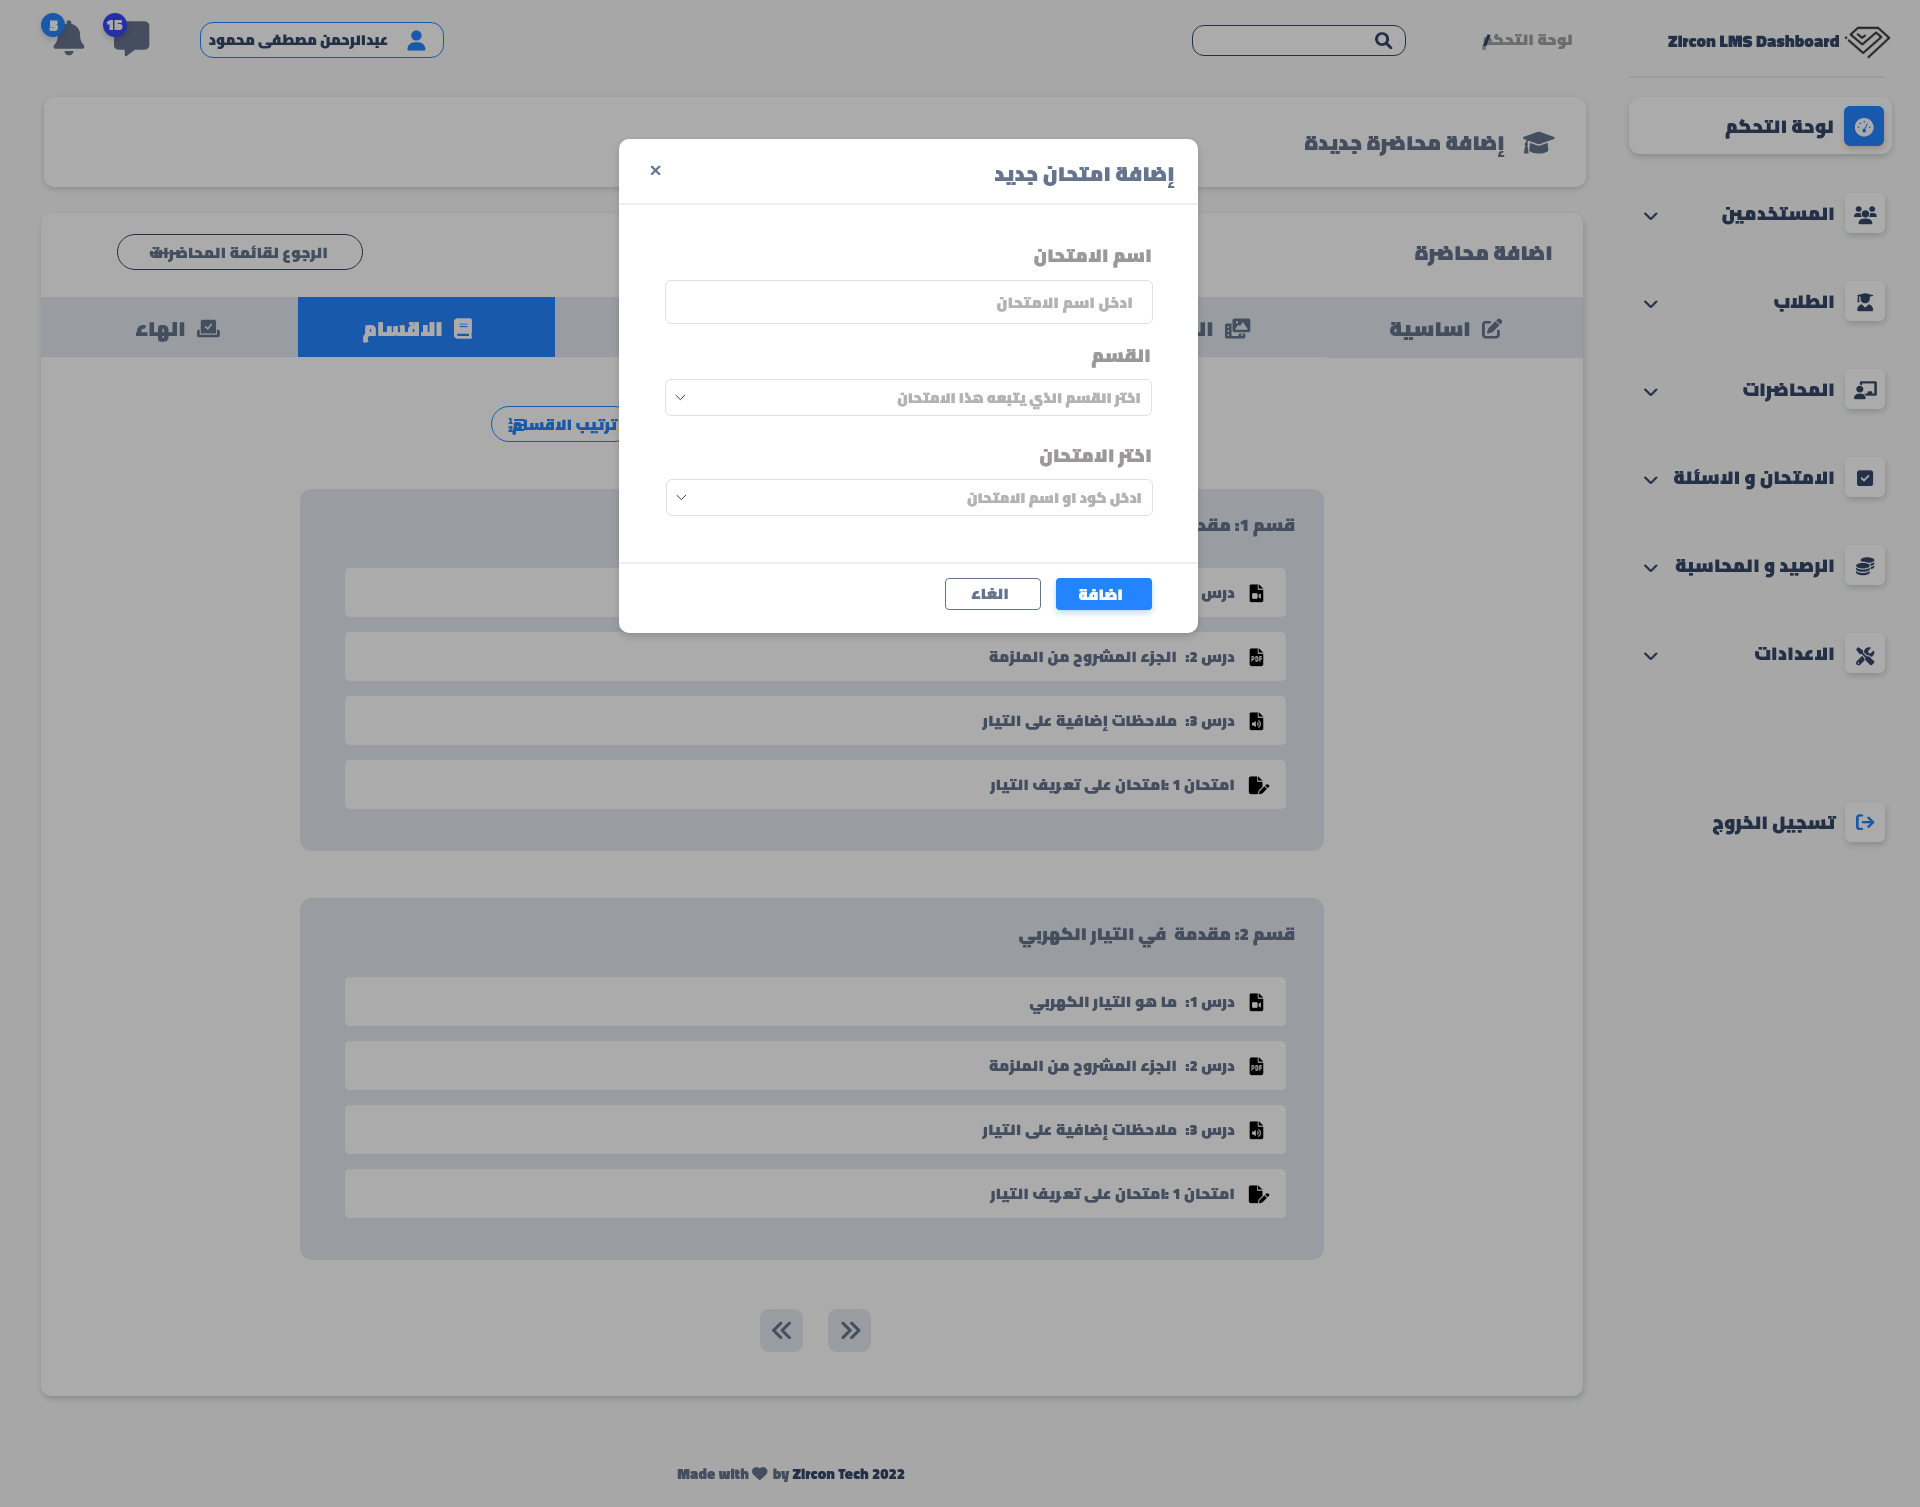 Zircon LMS Dashboard
لوحة التحكم /
عبدالرحمن مصطفى محمود
15
5
لوحة التحكم
المستخدمين
الطلاب
المحاضرات
الامتحان و الاسئلة
الرصيد و المحاسبة
الاعدادات
تسجيل الخروج
إضافة محاضرة جديدة
اضافة محاضرة
الرجوع لقائمة المحاضرات
اساسية
الاقسام
الهاء
ترتيب الاقسام
إضافة امتحان جديد
×
اسم الامتحان
ادخل اسم الامتحان
القسم
اختر القسم الذي يتبعه هذا الامتحان
اختر الامتحان
ادخل كود او اسم الامتحان
اضافة
الغاء
قسم 1:
درس
درس 2: الجزء المشروح من الملزمة
درس 3: ملاحظات إضافية على التيار
امتحان 1 :امتحان على تعريف التيار
قسم 2: مقدمة في التيار الكهربي
درس 1: ما هو التيار الكهربي
درس 2: الجزء المشروح من الملزمة
درس 3: ملاحظات إضافية على التيار
امتحان 1 :امتحان على تعريف التيار
Made with by Zircon Tech 2022